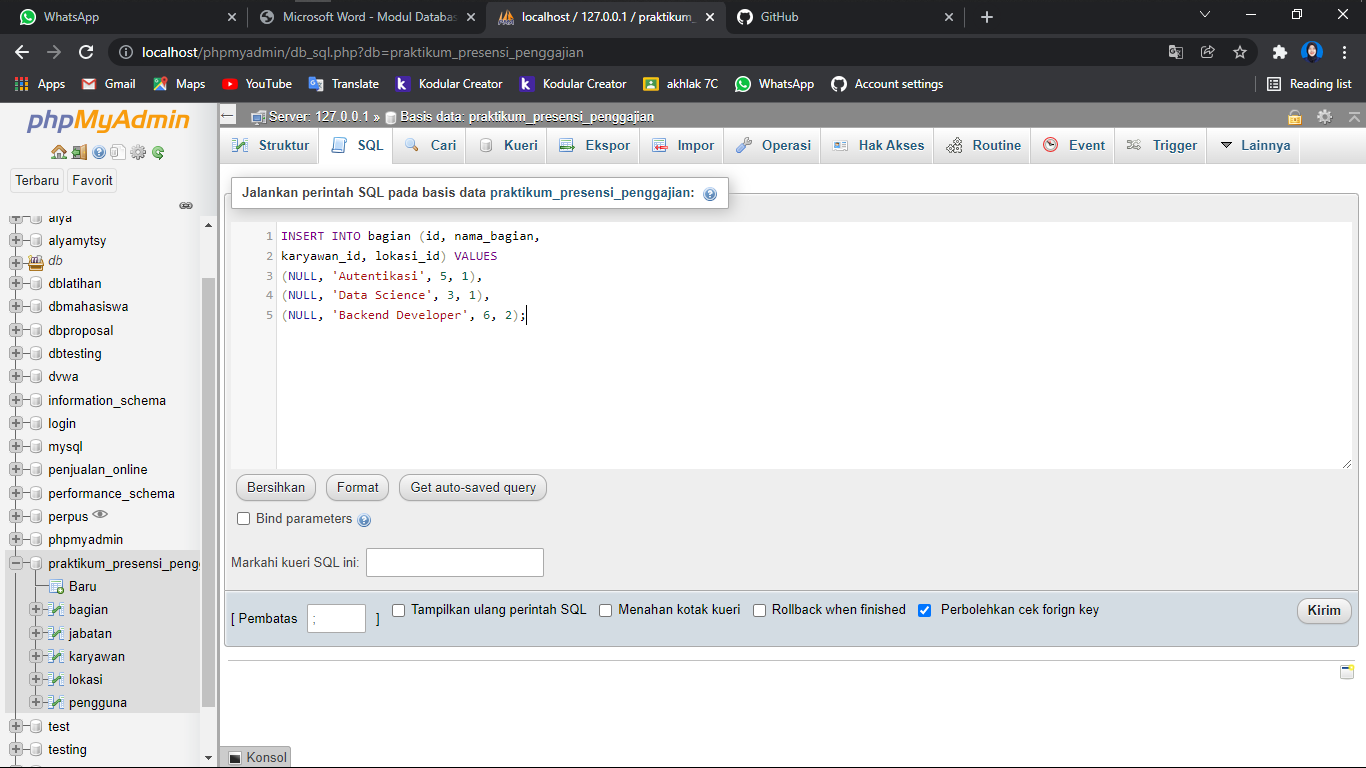 WhatsApp
Microsoft Word - Modul Databas
localhost / 127.0.0.1 / praktikum_
GitHub
localhost/phpmyadmin/db_sql.php?db=praktikum_presensi_penggajian
Apps
Gmail
Maps
YouTube
Translate
Kodular Creator
Kodular Creator
akhlak 7C
WhatsApp
Account settings
Reading list
phpMyAdmin
Terbaru
Favorit
alya
alyamytsy
db
dblatihan
dbmahasiswa
dbproposal
dbtesting
dvwa
information_schema
login
mysql
penjualan_online
performance_schema
perpus
phpmyadmin
praktikum_presensi_peng
Baru
bagian
jabatan
karyawan
lokasi
pengguna
test
testing
Server: 127.0.0.1 » Basis data: praktikum_presensi_penggajian
Struktur
SQL
Cari
Kueri
Ekspor
Impor
Operasi
Hak Akses
Routine
Event
Trigger
Lainnya
Jalankan perintah SQL pada basis data praktikum_presensi_penggajian:
1 INSERT INTO bagian (id, nama_bagian,
2 karyawan_id, lokasi_id) VALUES
3 (NULL, 'Autentikasi', 5, 1),
4 (NULL, 'Data Science', 3, 1),
5 (NULL, 'Backend Developer', 6, 2);
Bersihkan
Format
Get auto-saved query
Bind parameters
Markahi kueri SQL ini:
[ Pembatas ; ]
Tampilkan ulang perintah SQL
Menahan kotak kueri
Rollback when finished
Perbolehkan cek forign key
Kirim
Konsol